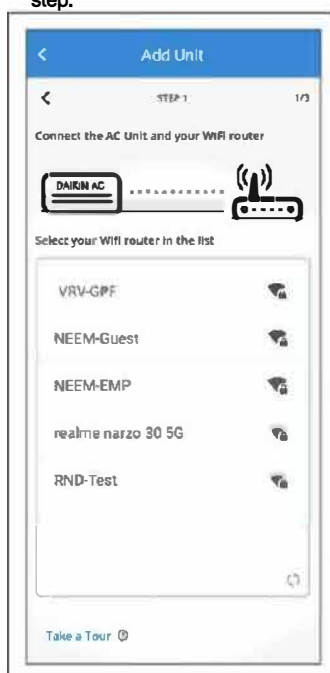 step.
Add Unit
STEP 1 1/3
Connect the AC Unit and your WiFi router
DAIKIN AC
Select your Wifi router in the list
VRV-GPF
NEEM-Guest
NEEM-EMP
realme narzo 30 5G
RND-Test
Take a Tour